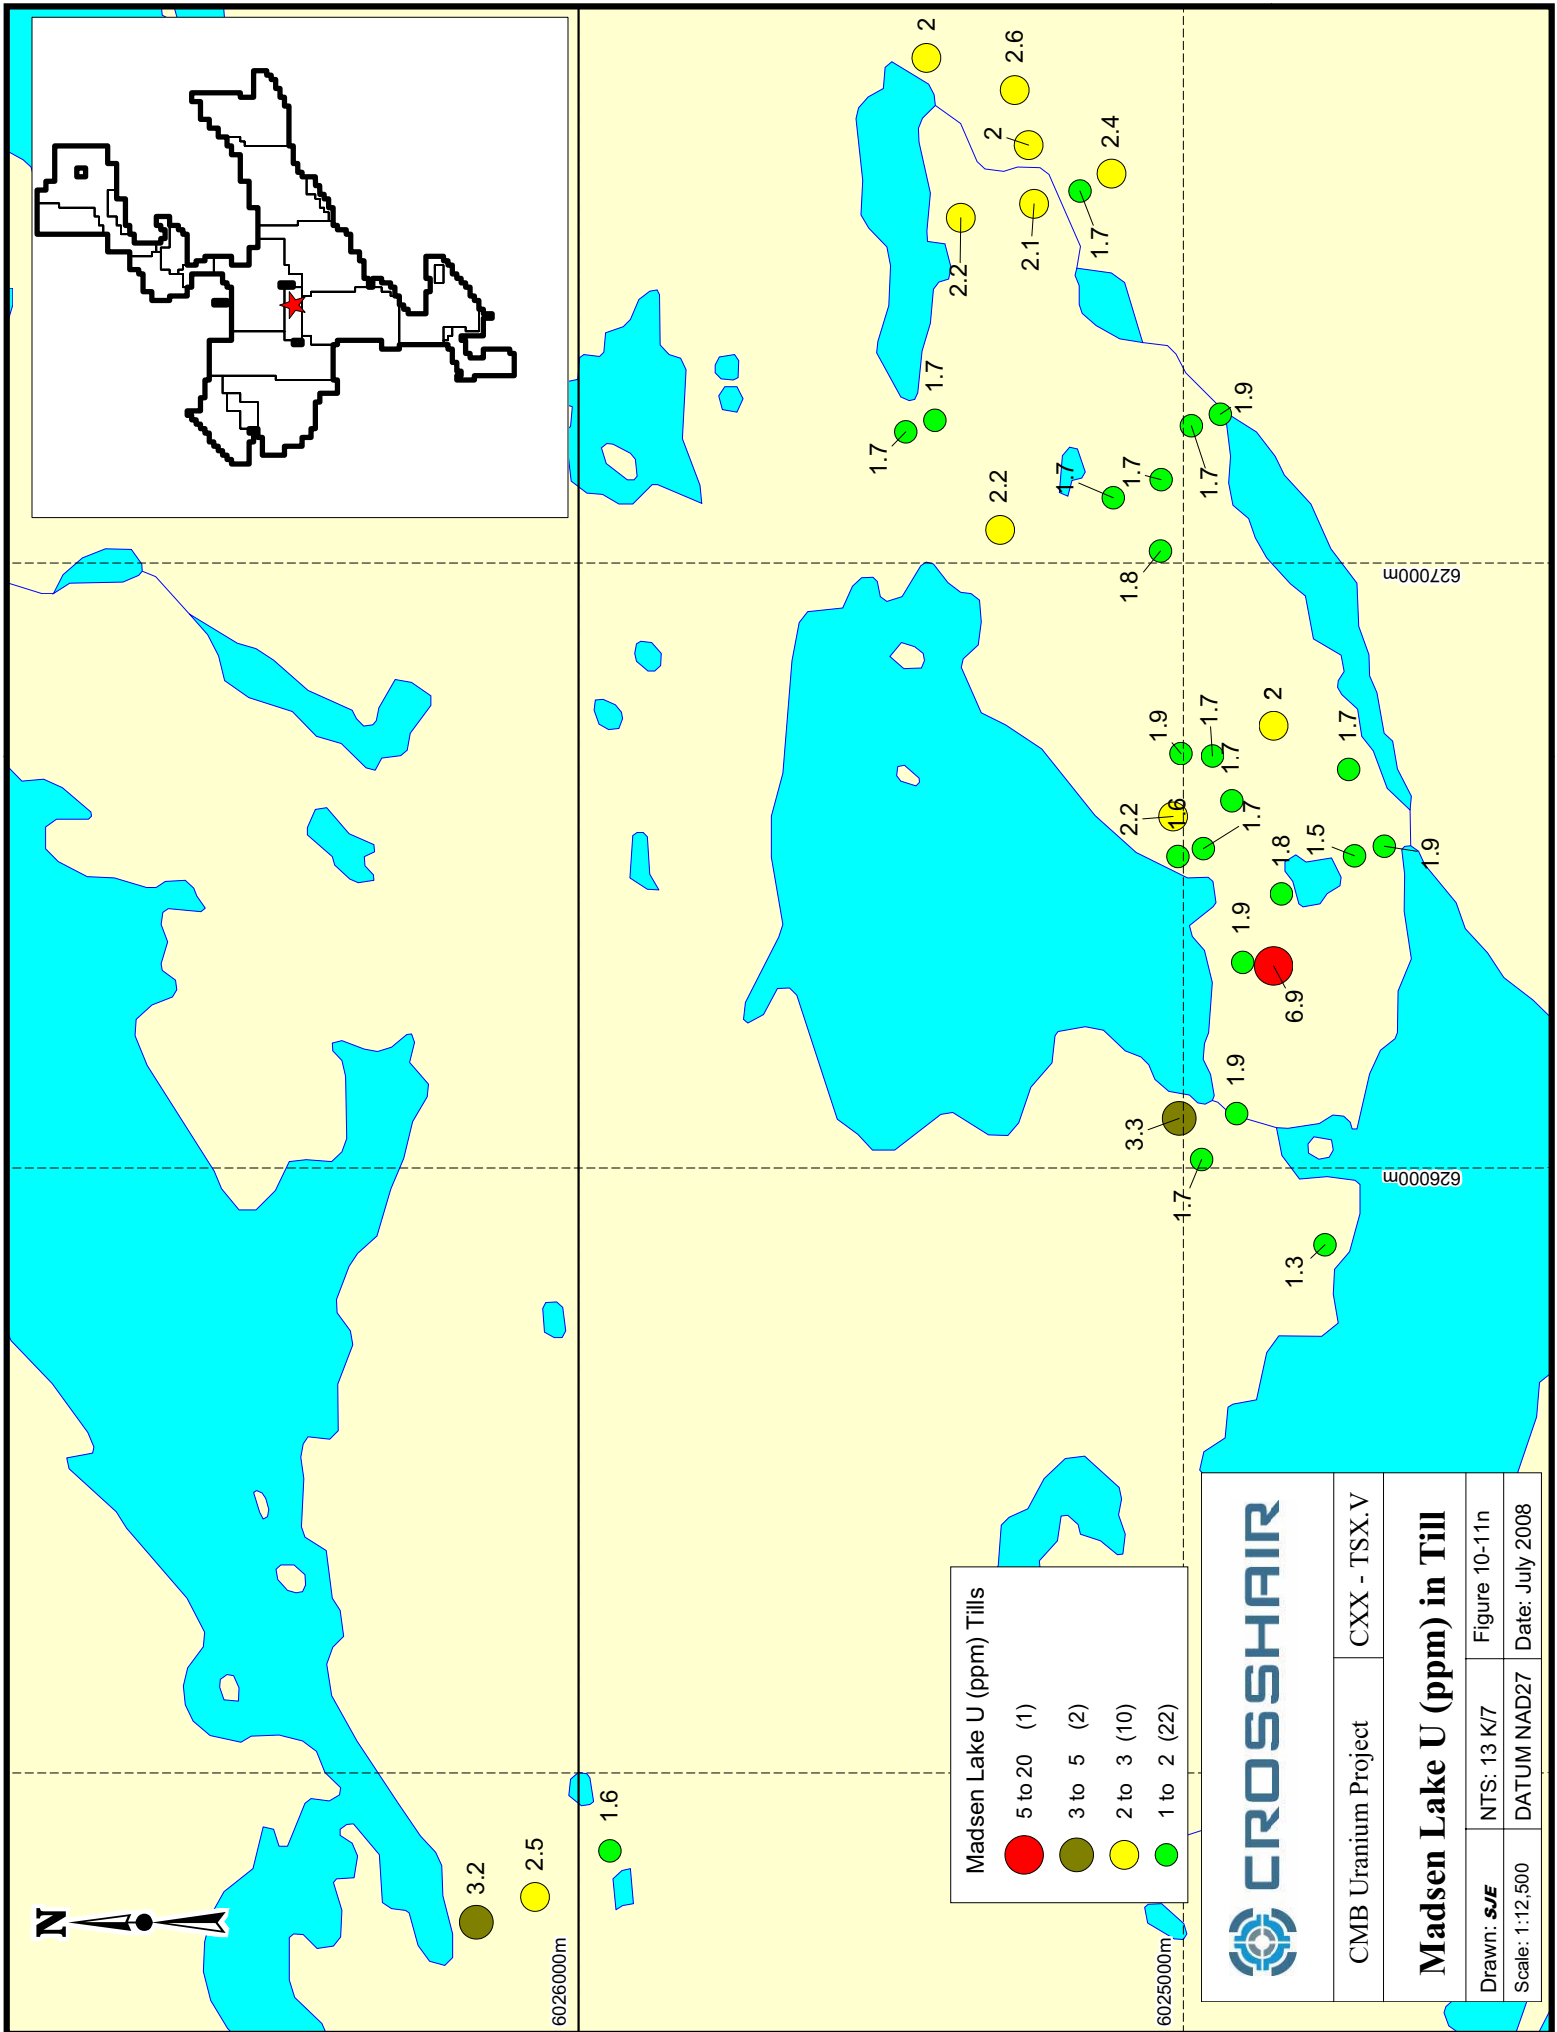 N
3.2
2.5
6026000m
1.6
1.7
2
1.7
2.2
2
2.2
2.6
2.1
1.7
1.7
2.4
2.2
1.8
1.7
3.3
1.9
6025000m
1.6
1.7
1.7
1.7
1.7
1.9
1.9
1.9
1.7
2
1.8
6.9
1.3
1.5
1.7
1.9
626000m
627000m
Madsen Lake U (ppm) Tills
5 to 20 (1)
3 to 5 (2)
2 to 3 (10)
1 to 2 (22)
CROSSHAIR
CMB Uranium Project CXX - TSX.V
Madsen Lake U (ppm) in Till
Drawn: SJE NTS: 13 K/7 Figure 10-11n
Scale: 1:12,500 DATUM NAD27 Date: July 2008